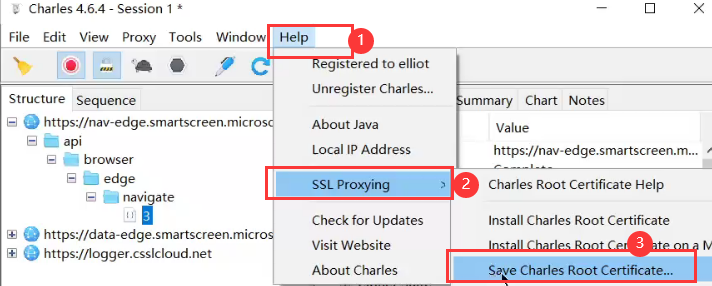 Charles 4.6.4 - Session 1 *
File Edit View Proxy Tools Window Help
1
Registered to elliot
Unregister Charles...
Structure Sequence
Summary Chart Notes
https://nav-edge.smartscreen.microso
About Java
Value
api
Local IP Address
https://nav-edge.smartscreen.m...
browser
edge
SSL Proxying
2
Charles Root Certificate Help
navigate
3
Check for Updates
Install Charles Root Certificate
https://data-edge.smartscreen.micros
Visit Website
Install Charles Root Certificate on a M
3
https://logger.csslcloud.net
About Charles
Save Charles Root Certificate...